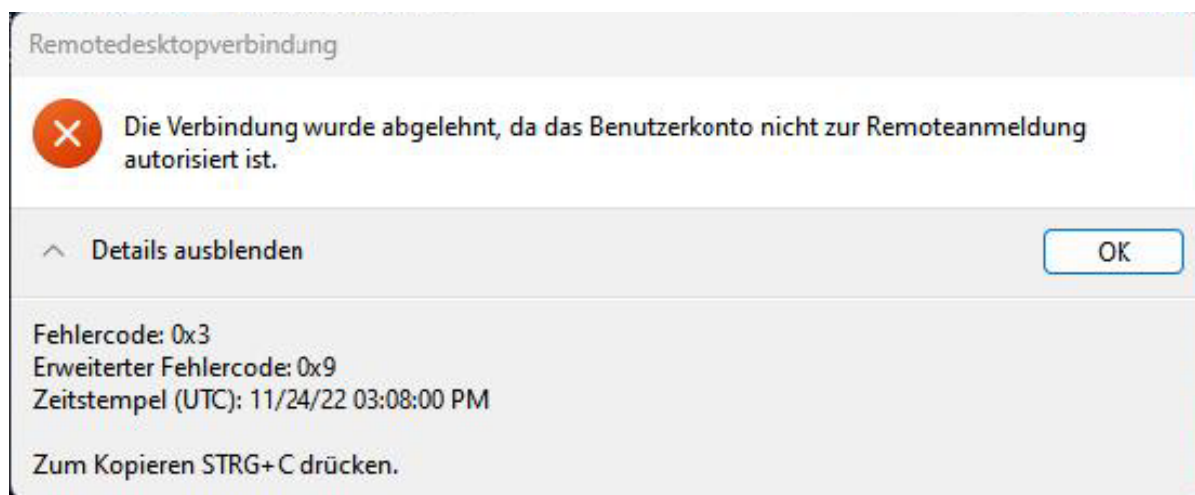 Remotedesktopverbindung
Die Verbindung wurde abgelehnt, da das Benutzerkonto nicht zur Remoteanmeldung
autorisiert ist.
Details ausblenden
OK
Fehlercode: 0x3
Erweiterter Fehlercode: 0x9
Zeitstempel (UTC): 11/24/22 03:08:00 PM
Zum Kopieren STRG+C drücken.